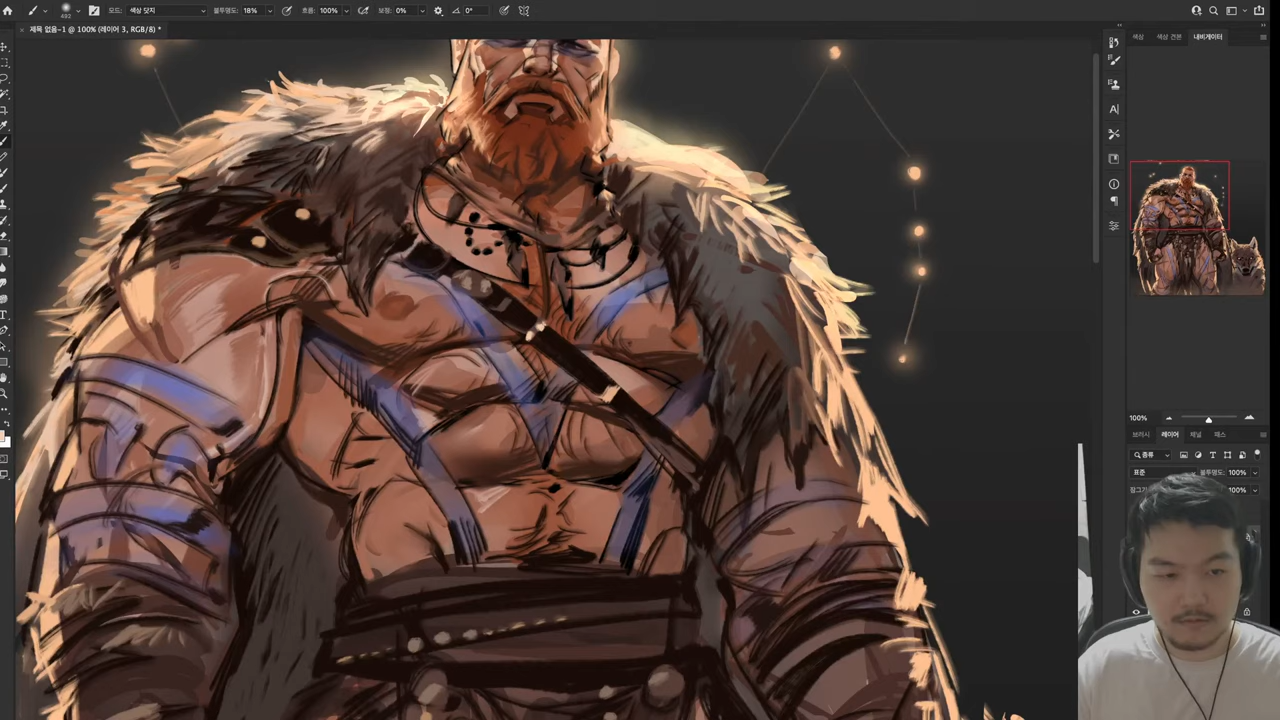 492
모드: 색상 닷지
불투명도: 18%
흐름: 100%
보정: 0%
0°
제목 없음-1 @ 100% (레이어 3, RGB/8) *
색상
색상 견본
내비게이터
100%
브러시
레이어
채널
패스
종류
표준
불투명도: 100%
100%